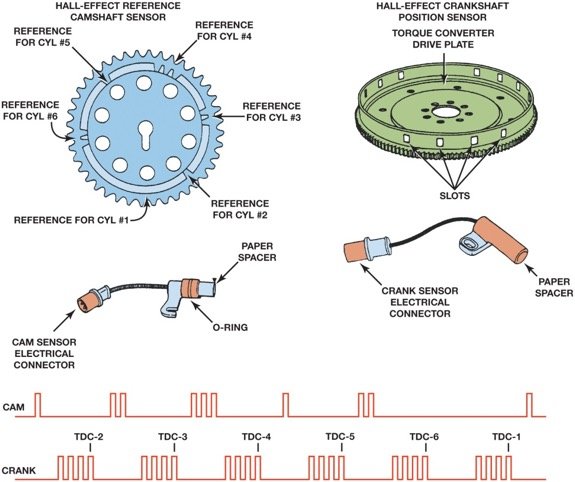 HALL-EFFECT REFERENCE
CAMSHAFT SENSOR
REFERENCE
FOR CYL #5
REFERENCE
FOR CYL #4
REFERENCE
FOR CYL #6
REFERENCE
FOR CYL #3
REFERENCE FOR CYL #1
REFERENCE
FOR CYL #2
HALL-EFFECT CRANKSHAFT
POSITION SENSOR
TORQUE CONVERTER
DRIVE PLATE
SLOTS
PAPER
SPACER
O-RING
CAM SENSOR
ELECTRICAL
CONNECTOR
CRANK SENSOR
ELECTRICAL
CONNECTOR
PAPER
SPACER
CAM
TDC-2 TDC-3 TDC-4 TDC-5 TDC-6 TDC-1
CRANK